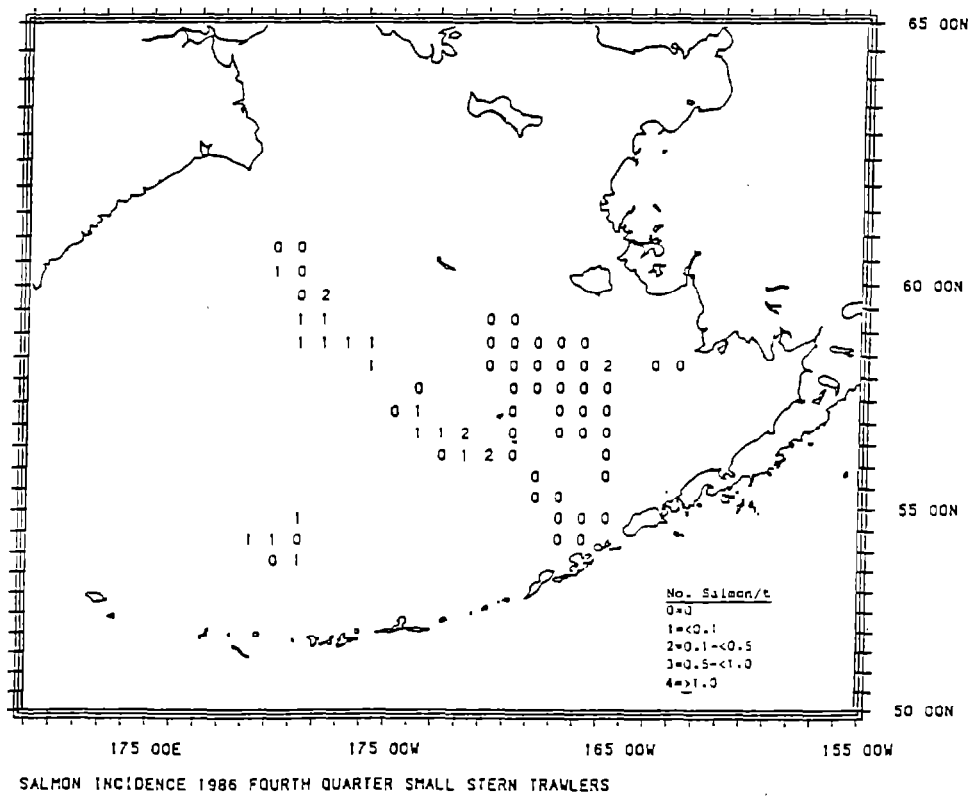 65 00N
0 0
1 0
60 00N
0 2
1 1 0 0
1 1 1 1 0 0 0 0 0
1 0 0 0 0 0 2 0 0
0 0 0 0 0 0
0 1 0 0 0 0
1 1 2 0 0 0 0
0 1 2 0 0
0 0
0 0
55 00N
1 0 0 0
1 1 0 0 0
0 1
No. Salmon/t
0=0
1=<0.1
2=0.1-<0.5
3=0.5-<1.0
4=≥1.0
50 00N
175 00E 175 00W 165 00W 155 00W
SALMON INCIDENCE 1986 FOURTH QUARTER SMALL STERN TRAWLERS